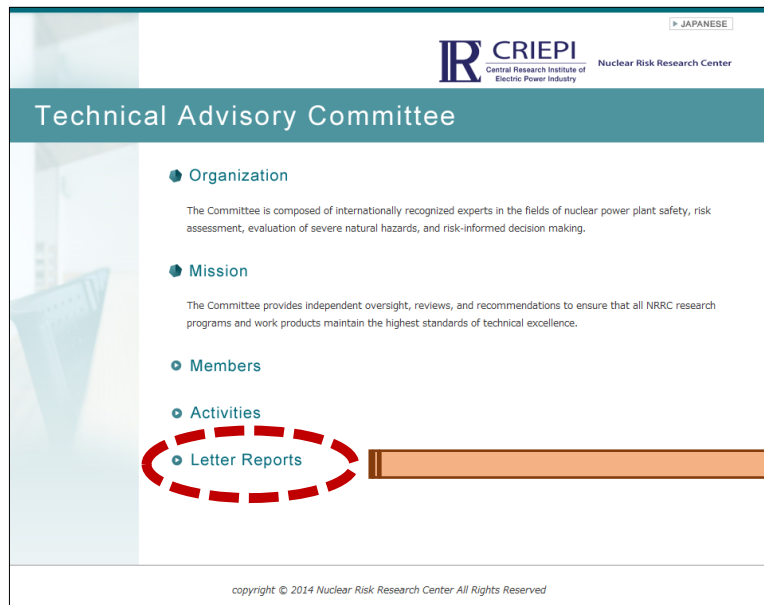 JAPANESE
R CRIEPI
Central Research Institute of
Electric Power Industry
Nuclear Risk Research Center
Technical Advisory Committee
Organization
The Committee is composed of internationally recognized experts in the fields of nuclear power plant safety, risk
assessment, evaluation of severe natural hazards, and risk-informed decision making.
Mission
The Committee provides independent oversight, reviews, and recommendations to ensure that all NRRC research
programs and work products maintain the highest standards of technical excellence.
Members
Activities
Letter Reports
copyright © 2014 Nuclear Risk Research Center All Rights Reserved